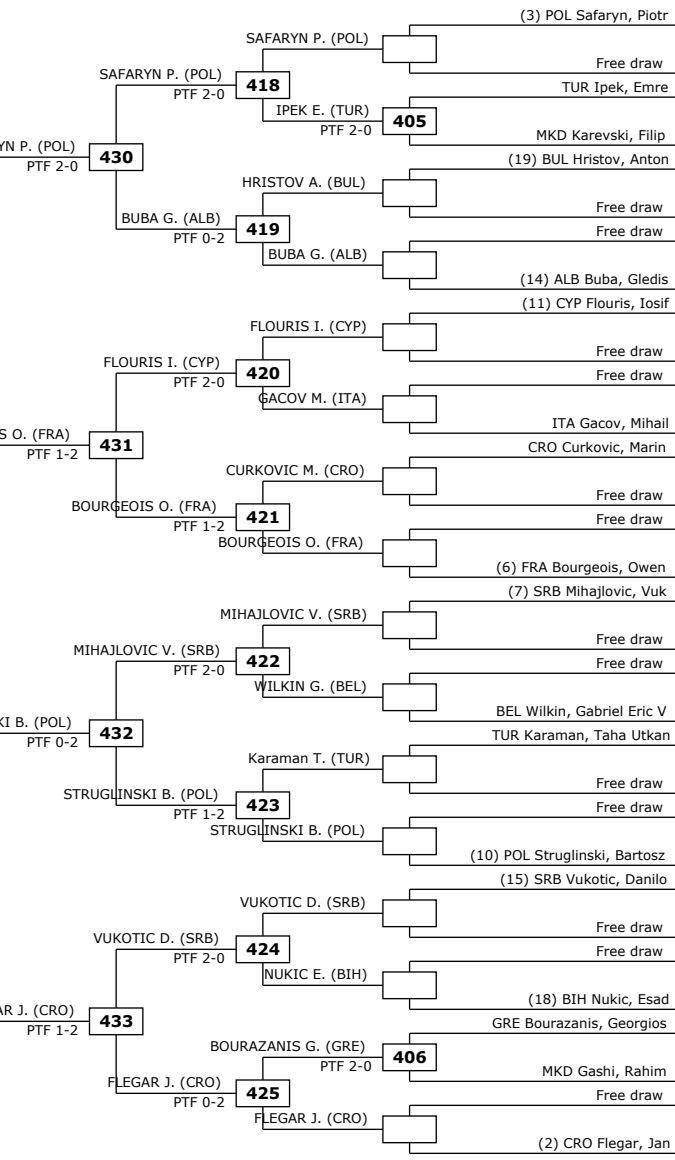 (3) POL Safaryn, Piotr
SAFARYN P. (POL)
Free draw
SAFARYN P. (POL)
418
TUR Ipek, Emre
PTF 2-0
IPEK E. (TUR)
405
PTF 2-0
MKD Karevski, Filip
YN P. (POL)
430
(19) BUL Hristov, Anton
PTF 2-0
HRISTOV A. (BUL)
Free draw
BUBA G. (ALB)
419
Free draw
PTF 0-2
BUBA G. (ALB)
(14) ALB Buba, Gledis
(11) CYP Flouris, Iosif
FLOURIS I. (CYP)
Free draw
FLOURIS I. (CYP)
420
Free draw
PTF 2-0
GACOV M. (ITA)
ITA Gacov, Mihail
S O. (FRA)
431
CRO Curkovic, Marin
PTF 1-2
CURKOVIC M. (CRO)
Free draw
BOURGEOIS O. (FRA)
421
Free draw
PTF 1-2
BOURGEOIS O. (FRA)
(6) FRA Bourgeois, Owen
(7) SRB Mihajlovic, Vuk
MIHAJLOVIC V. (SRB)
Free draw
MIHAJLOVIC V. (SRB)
422
Free draw
PTF 2-0
WILKIN G. (BEL)
BEL Wilkin, Gabriel Eric V
KI B. (POL)
432
TUR Karaman, Taha Utkan
PTF 0-2
Karaman T. (TUR)
Free draw
STRUGLINSKI B. (POL)
423
Free draw
PTF 1-2
STRUGLINSKI B. (POL)
(10) POL Struglinski, Bartosz
(15) SRB Vukotic, Danilo
VUKOTIC D. (SRB)
Free draw
VUKOTIC D. (SRB)
424
Free draw
PTF 2-0
NUKIC E. (BIH)
(18) BIH Nukic, Esad
AR J. (CRO)
433
GRE Bourazanis, Georgios
PTF 1-2
BOURAZANIS G. (GRE)
406
PTF 2-0
MKD Gashi, Rahim
FLEGAR J. (CRO)
425
Free draw
PTF 0-2
FLEGAR J. (CRO)
(2) CRO Flegar, Jan